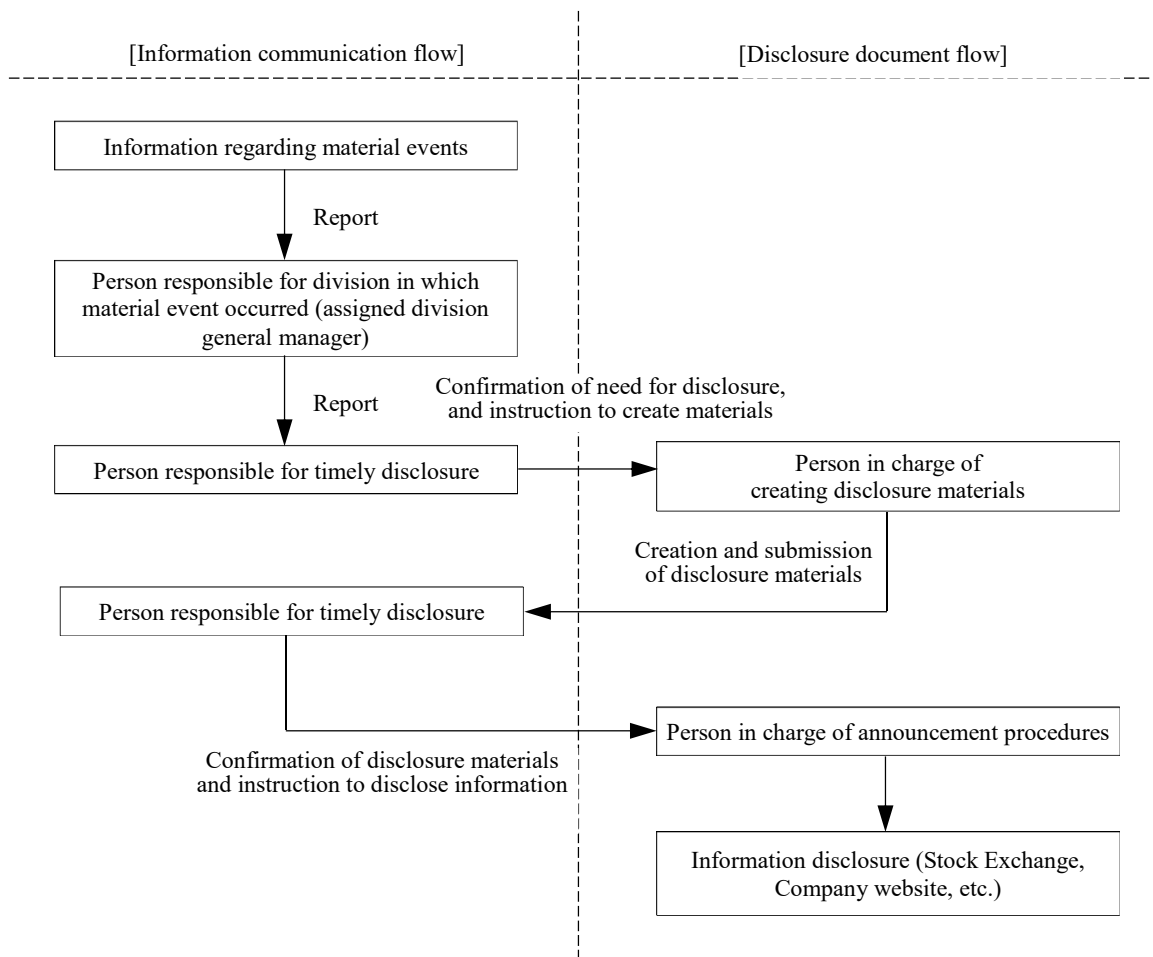 [Information communication flow]
[Disclosure document flow]
Information regarding material events
Report
Person responsible for division in which
material event occurred (assigned division
general manager)
Report
Confirmation of need for disclosure,
and instruction to create materials
Person responsible for timely disclosure
Person in charge of
creating disclosure materials
Creation and submission
of disclosure materials
Person responsible for timely disclosure
Person in charge of announcement procedures
Confirmation of disclosure materials
and instruction to disclose information
Information disclosure (Stock Exchange,
Company website, etc.)